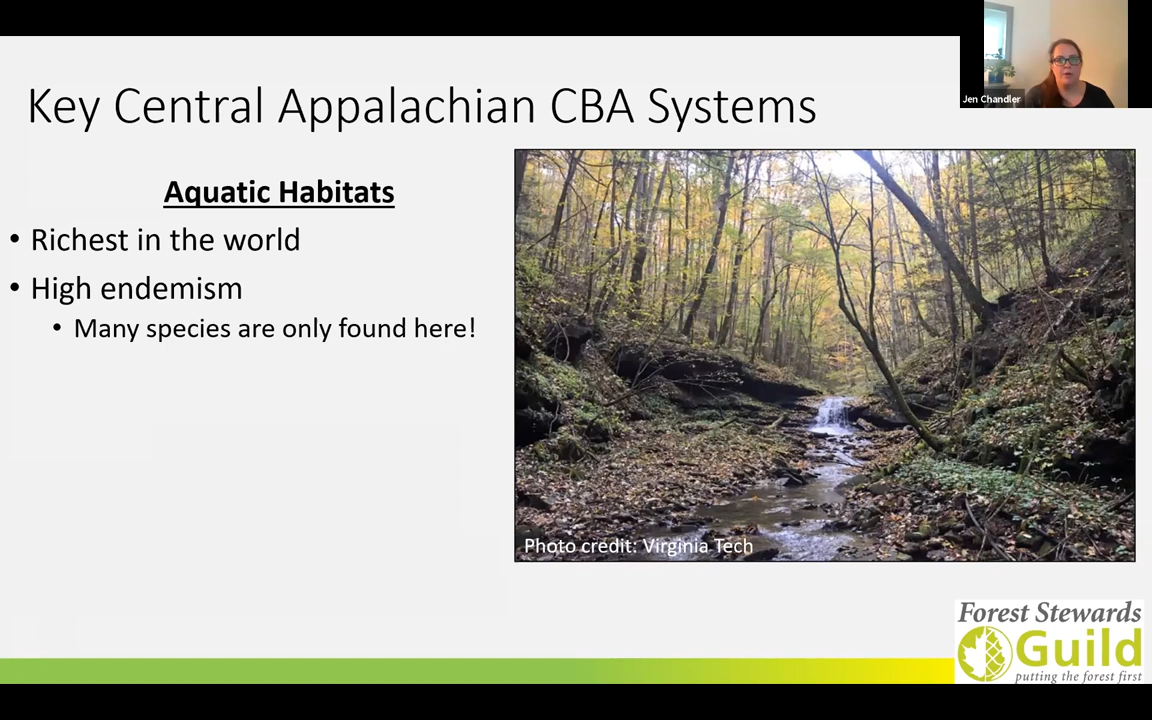 Jen Chandler
Key Central Appalachian CBA Systems
Aquatic Habitats
• Richest in the world
• High endemism
• Many species are only found here!
Photo credit: Virginia Tech
Forest Stewards
Guild
putting the forest first